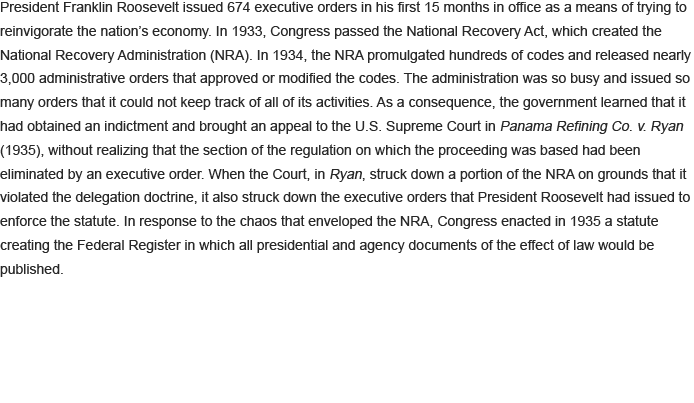 President Franklin Roosevelt issued 674 executive orders in his first 15 months in office as a means of trying to
reinvigorate the nation’s economy. In 1933, Congress passed the National Recovery Act, which created the
National Recovery Administration (NRA). In 1934, the NRA promulgated hundreds of codes and released nearly
3,000 administrative orders that approved or modified the codes. The administration was so busy and issued so
many orders that it could not keep track of all of its activities. As a consequence, the government learned that it
had obtained an indictment and brought an appeal to the U.S. Supreme Court in Panama Refining Co. v. Ryan
(1935), without realizing that the section of the regulation on which the proceeding was based had been
eliminated by an executive order. When the Court, in Ryan, struck down a portion of the NRA on grounds that it
violated the delegation doctrine, it also struck down the executive orders that President Roosevelt had issued to
enforce the statute. In response to the chaos that enveloped the NRA, Congress enacted in 1935 a statute
creating the Federal Register in which all presidential and agency documents of the effect of law would be
published.